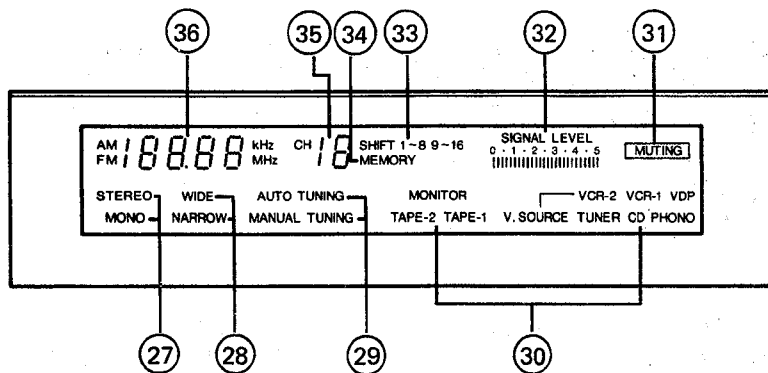 36 35 34 33 32 31
AM 188.88 kHz CH 18 SHIFT 1~8 9~16 SIGNAL LEVEL
FM MHz MEMORY 0 · 1 · 2 · 3 · 4 · 5 MUTING
STEREO WIDE AUTO TUNING MONITOR VCR-2 VCR-1 VDP
MONO NARROW MANUAL TUNING TAPE-2 TAPE-1 V. SOURCE TUNER CD PHONO
27 28 29 30